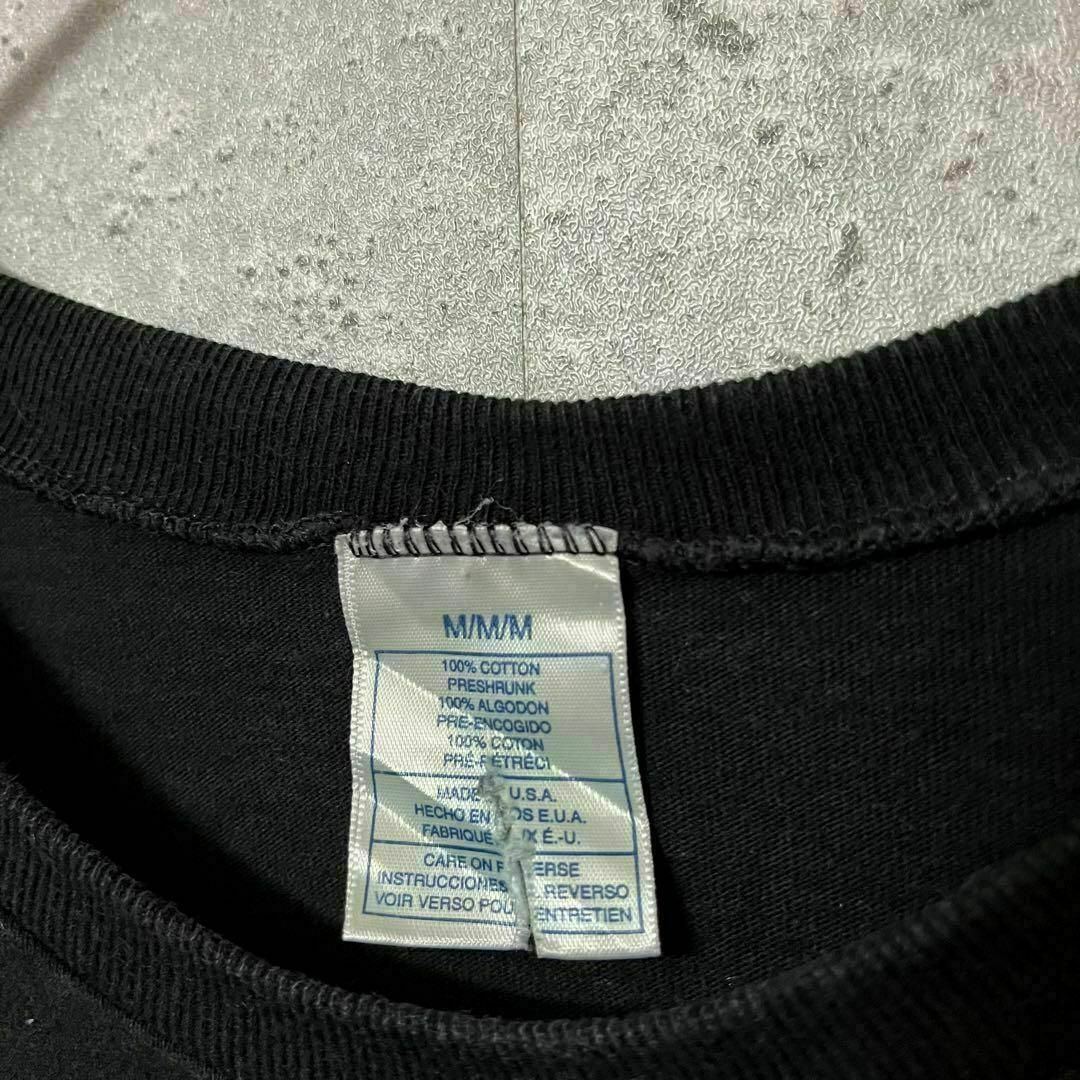 M/M/M
100% COTTON
PRESHRUNK
100% ALGODON
PRE-ENCOGIDO
100% COTON
PRÉ-RÉTRÉCI
MADE U.S.A.
HECHO EN E.U.A.
FABRIQUÉ É.-U.
CARE ON
INSTRUCCIONES REVERSO
VOIR VERSO ENTRETIEN